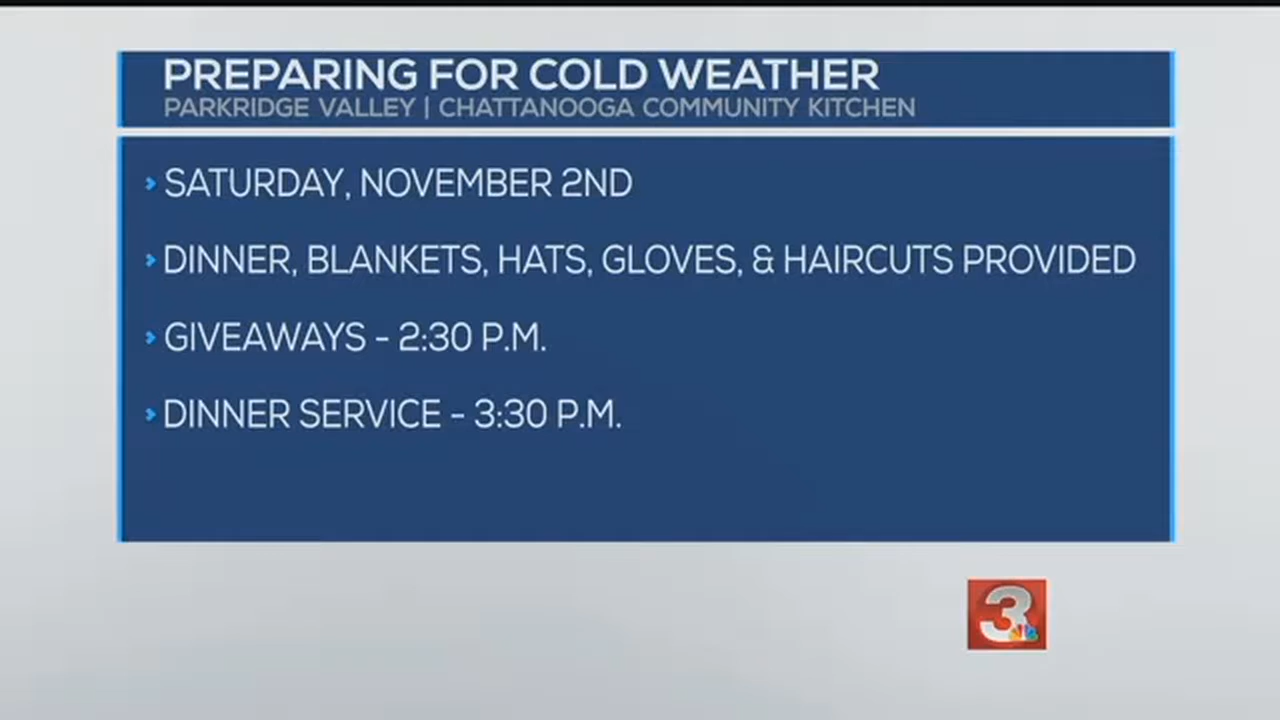 PREPARING FOR COLD WEATHER
PARKRIDGE VALLEY | CHATTANOOGA COMMUNITY KITCHEN
SATURDAY, NOVEMBER 2ND
DINNER, BLANKETS, HATS, GLOVES, & HAIRCUTS PROVIDED
GIVEAWAYS - 2:30 P.M.
DINNER SERVICE - 3:30 P.M.
3